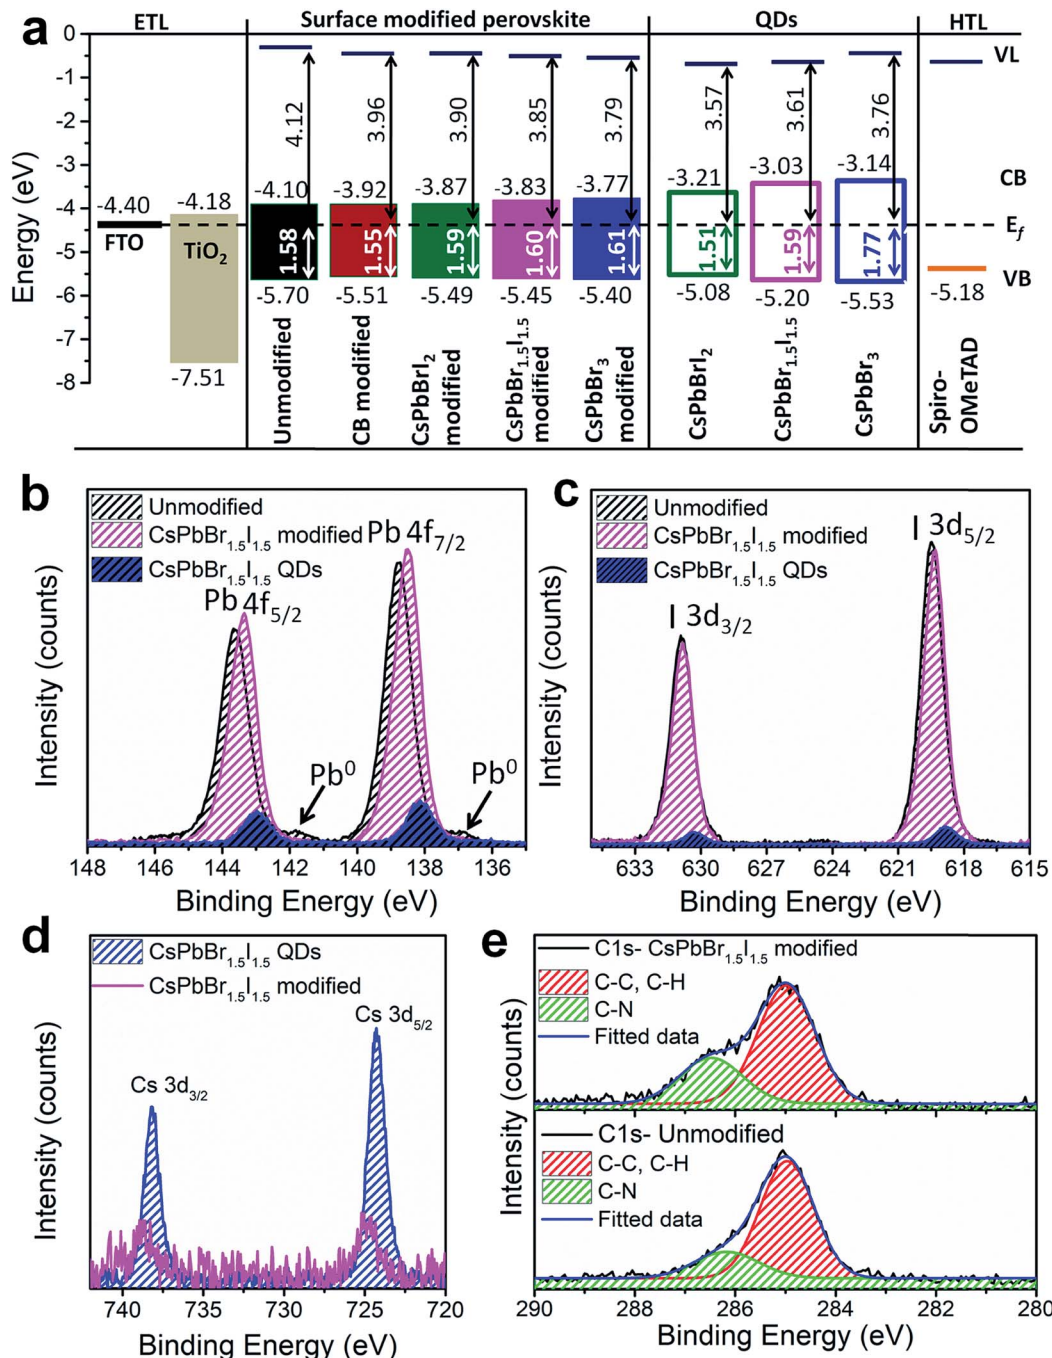 a
ETL
Surface modified perovskite
QDs
HTL
Energy (eV)
0
-1
-2
-3
-4
-5
-6
-7
-8
VL
CB
E_f
VB
-4.40
FTO
-4.18
TiO₂
-7.51
4.12
-4.10
1.58
-5.70
Unmodified
3.96
-3.92
1.55
-5.51
CB modified
3.90
-3.87
1.59
-5.49
CsPbBrI₂
modified
3.85
-3.83
1.60
-5.45
CsPbBr₁.₅I₁.₅
modified
3.79
-3.77
1.61
-5.40
CsPbBr₃
modified
3.57
-3.21
1.51
-5.08
CsPbBrI₂
3.61
-3.03
1.59
-5.20
CsPbBr₁.₅I₁.₅
3.76
-3.14
1.77
-5.53
CsPbBr₃
-5.18
Spiro-
OMeTAD
b
Unmodified
CsPbBr₁.₅I₁.₅ modified
CsPbBr₁.₅I₁.₅ QDs
Pb 4f₇/₂
Pb 4f₅/₂
Pb⁰
Pb⁰
Intensity (counts)
148 146 144 142 140 138 136
Binding Energy (eV)
c
Unmodified
CsPbBr₁.₅I₁.₅ modified
CsPbBr₁.₅I₁.₅ QDs
I 3d₅/₂
I 3d₃/₂
Intensity (counts)
633 630 627 624 621 618 615
Binding Energy (eV)
d
CsPbBr₁.₅I₁.₅ QDs
CsPbBr₁.₅I₁.₅ modified
Cs 3d₅/₂
Cs 3d₃/₂
Intensity (counts)
740 735 730 725 720
Binding Energy (eV)
e
C1s- CsPbBr₁.₅I₁.₅ modified
C-C, C-H
C-N
Fitted data
C1s- Unmodified
C-C, C-H
C-N
Fitted data
Intensity (counts)
290 288 286 284 282 280
Binding Energy (eV)